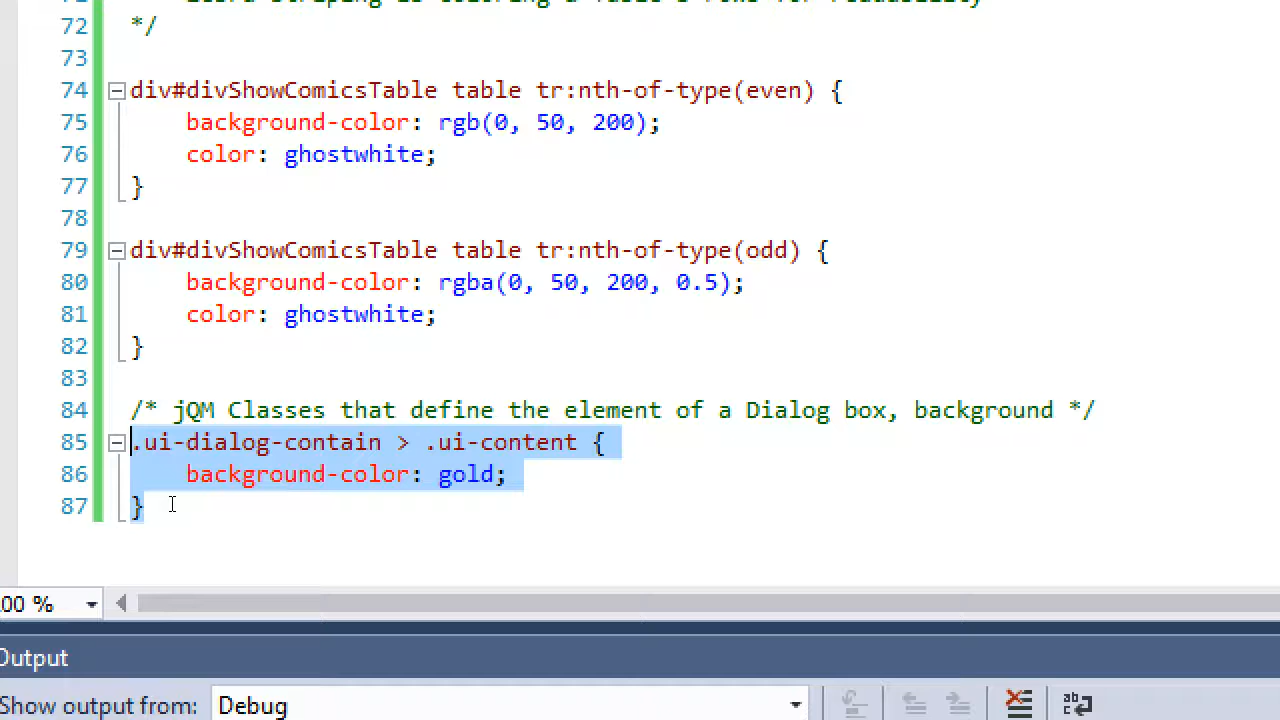 72 */
73
74 div#divShowComicsTable table tr:nth-of-type(even) {
75 background-color: rgb(0, 50, 200);
76 color: ghostwhite;
77 }
78
79 div#divShowComicsTable table tr:nth-of-type(odd) {
80 background-color: rgba(0, 50, 200, 0.5);
81 color: ghostwhite;
82 }
83
84 /* jQM Classes that define the element of a Dialog box, background */
85 .ui-dialog-contain > .ui-content {
86 background-color: gold;
87 }
00 %
Output
Show output from: Debug